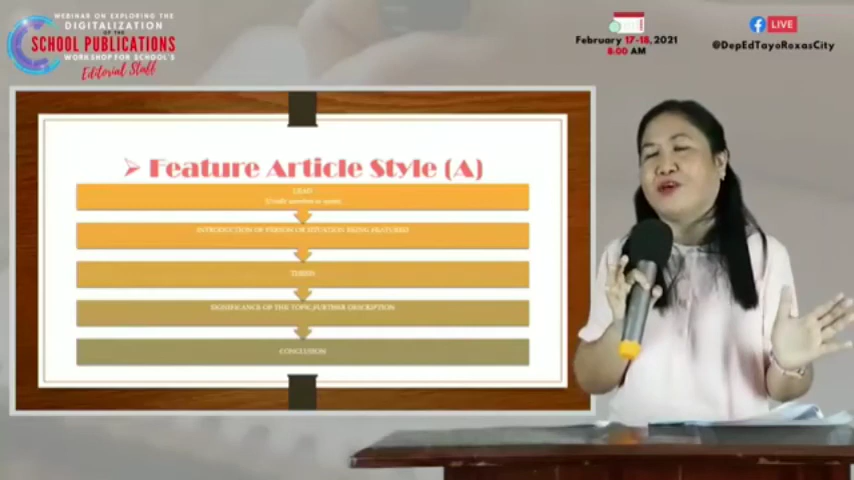 WEBINAR ON EXPLORING THE
DIGITALIZATION
OF THE
SCHOOL PUBLICATIONS
WORKSHOP FOR SCHOOL'S
Editorial Staff
February 17-18, 2021
8:00 AM
LIVE
@DepEdTayoRoxasCity
Feature Article Style (A)
LEAD
INTRODUCTION OF PERSON OR SITUATION BEING FEATURED
THESIS
SIGNIFICANCE OF THE TOPIC, FURTHER DESCRIPTION
CONCLUSION